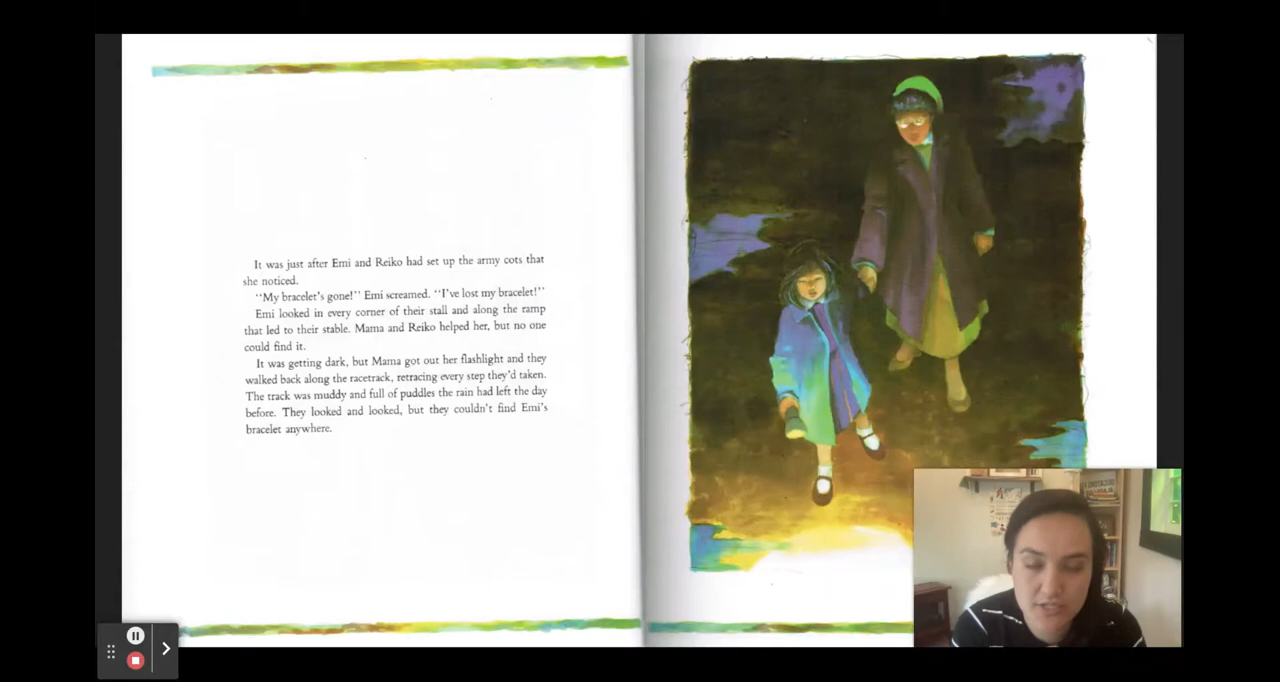 It was just after Emi and Reiko had set up the army cots that
she noticed.
"My bracelet's gone!" Emi screamed. "I've lost my bracelet!"
Emi looked in every corner of their stall and along the ramp
that led to their stable. Mama and Reiko helped her, but no one
could find it.
It was getting dark, but Mama got out her flashlight and they
walked back along the racetrack, retracing every step they'd taken.
The track was muddy and full of puddles the rain had left the day
before. They looked and looked, but they couldn't find Emi's
bracelet anywhere.